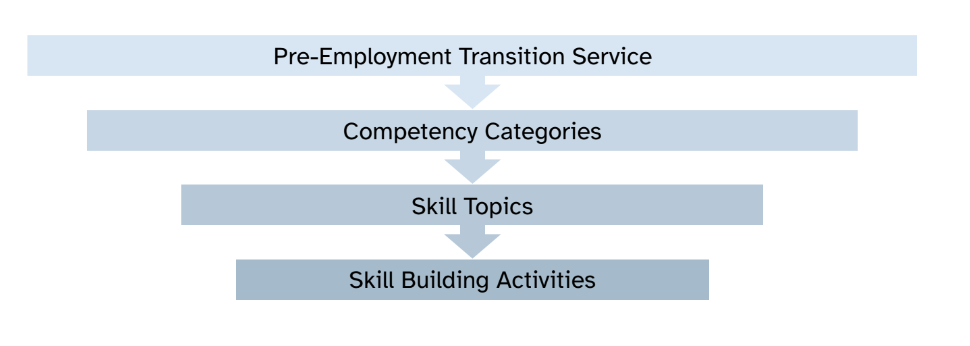 Pre-Employment Transition Service
Competency Categories
Skill Topics
Skill Building Activities